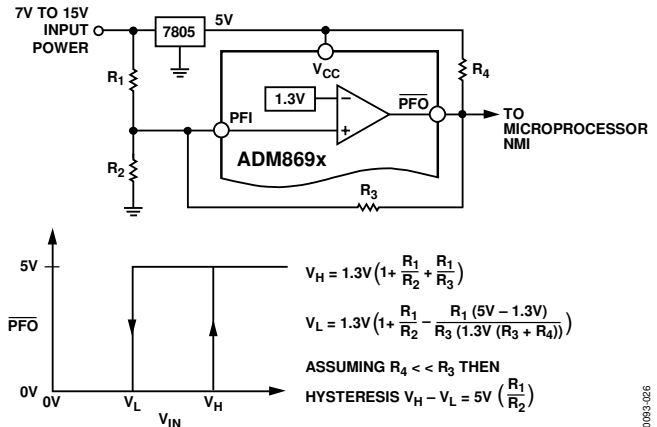 7V TO 15V
INPUT
POWER
7805
5V
R1
R2
VCC
R4
1.3V
PFO
PFI
TO
MICROPROCESSOR
NMI
ADM869x
R3
5V
PFO
0V
0V
VL
VH
VIN
VH = 1.3V (1+ R1/R2 + R1/R3)
VL = 1.3V (1+ R1/R2 – R1 (5V – 1.3V)/R3 (1.3V (R3 + R4)))
ASSUMING R4 << R3 THEN
HYSTERESIS VH – VL = 5V (R1/R2)
0093-026